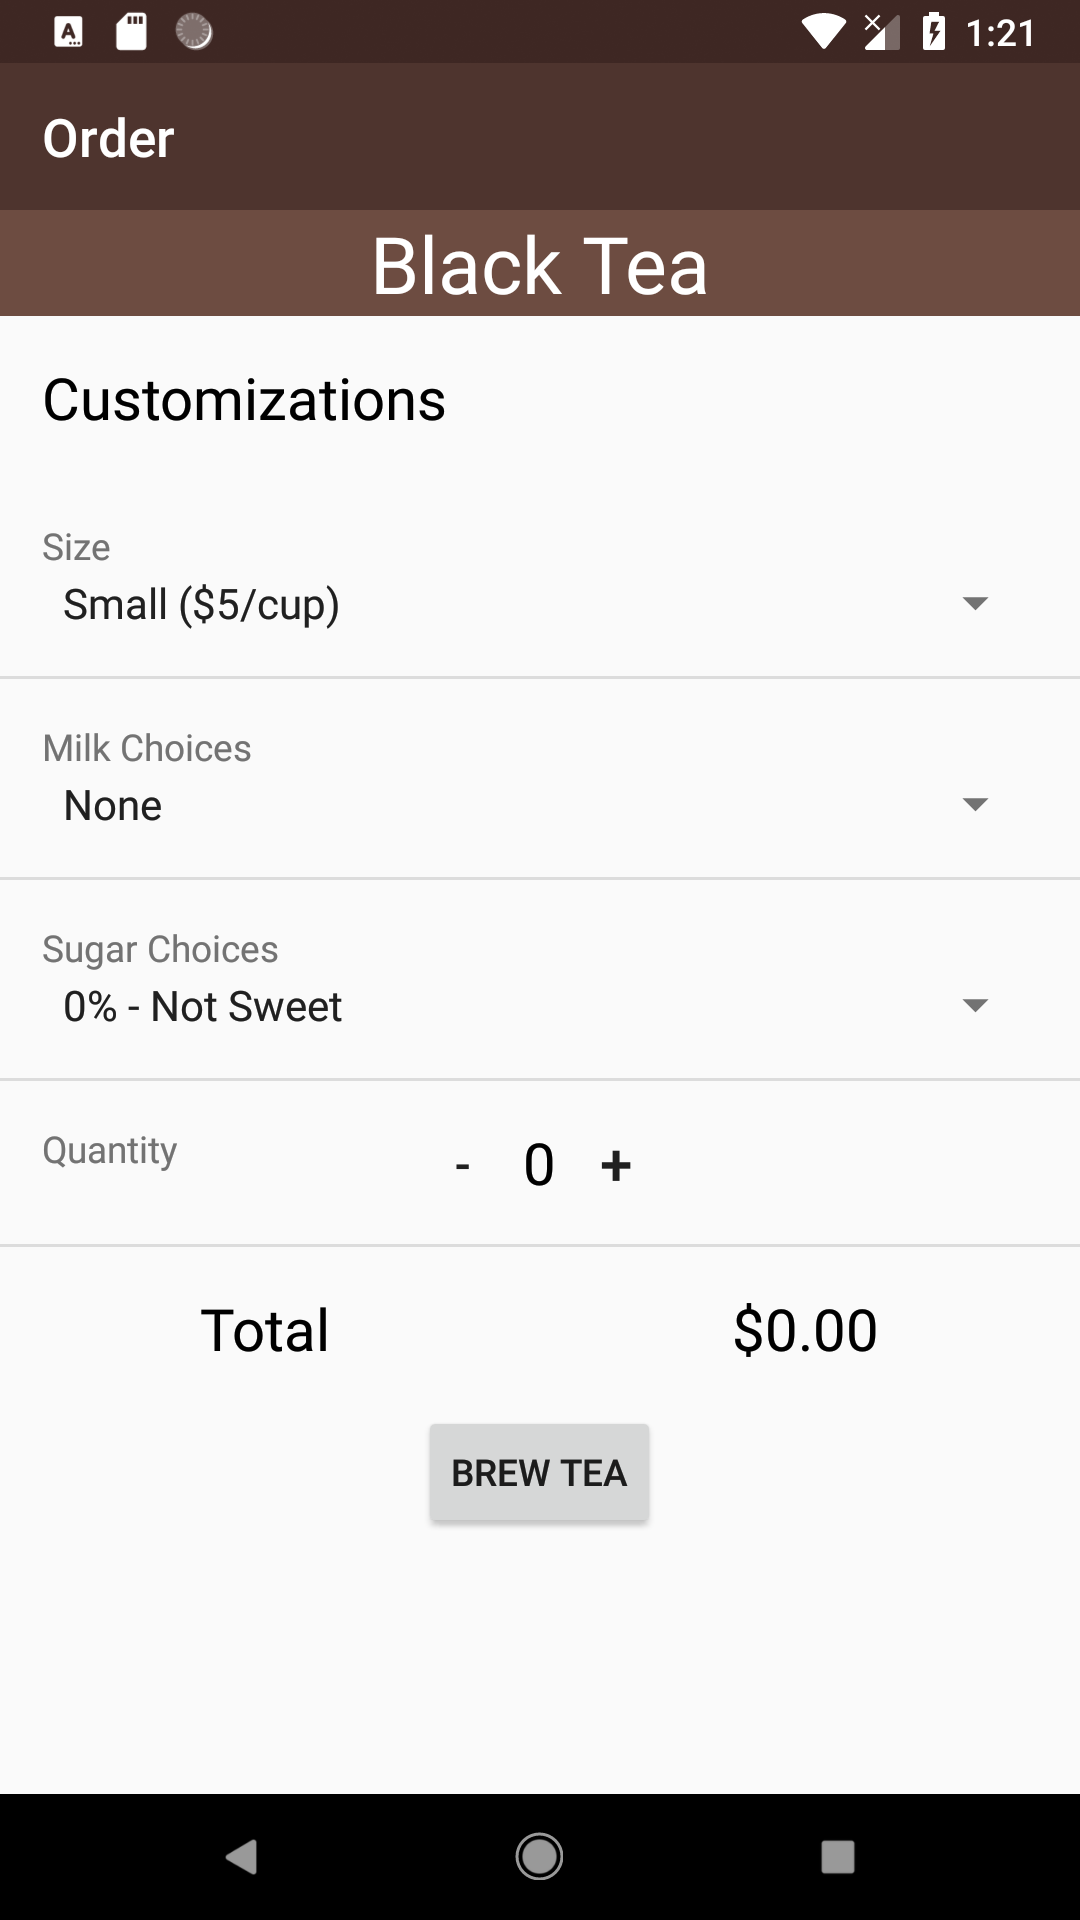 1:21
Order
Black Tea
Customizations
Size
Small ($5/cup)
Milk Choices
None
Sugar Choices
0% - Not Sweet
Quantity - 0 +
Total $0.00
BREW TEA